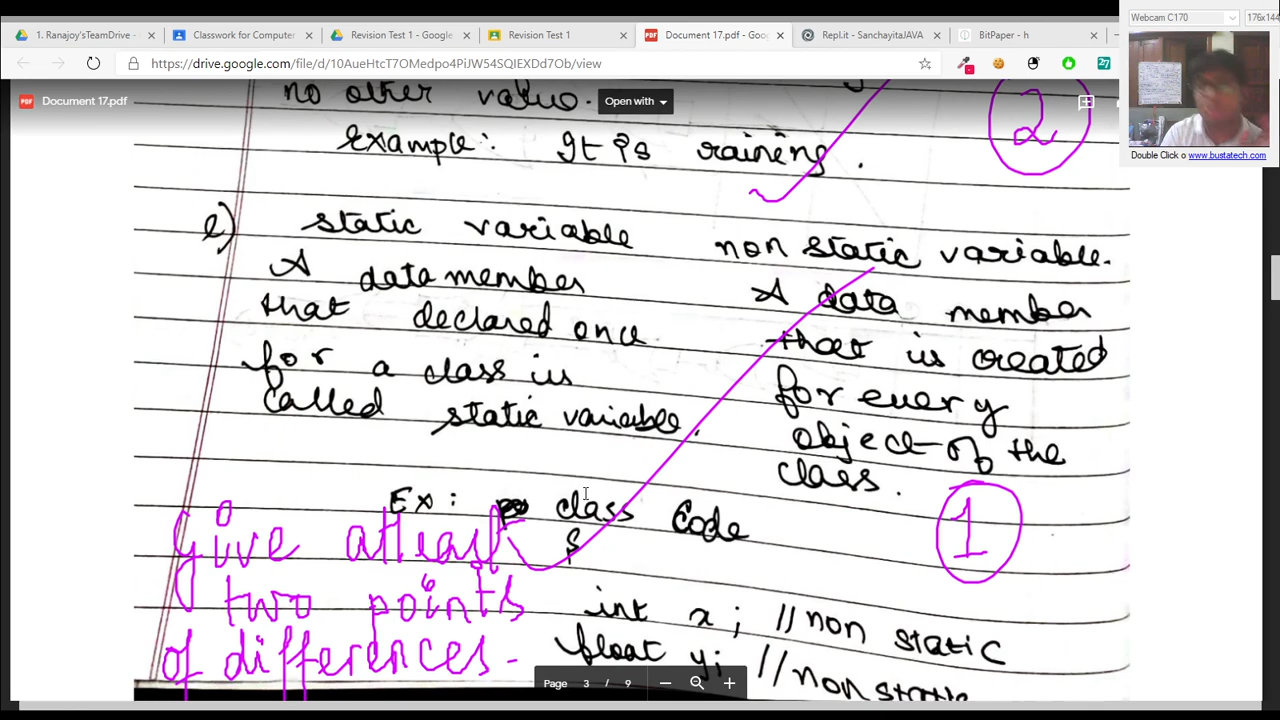 Webcam C170 176x144
1. Ranajoy'sTeamDrive - Classwork for Computer Revision Test 1 - Google Revision Test 1 Document 17.pdf - Goo Repl.it - SanchayitaJAVA BitPaper - h
https://drive.google.com/file/d/10AueHtcT7OMedpo4PiJW54SQIEXDd7Ob/view
27
PDF Document 17.pdf
Open with
Double Click o www.bustatech.com
no other value.
2
Example: It is raining.
e) static variable non static variable.
A data member
that declared once
for a class is
called static variable.
A data member
that is created
for every
object of the
class.
1
Ex: class Code
{
int x; // non static
float y; // non static
Give atleast
two points
of differences.
Page 3 / 9